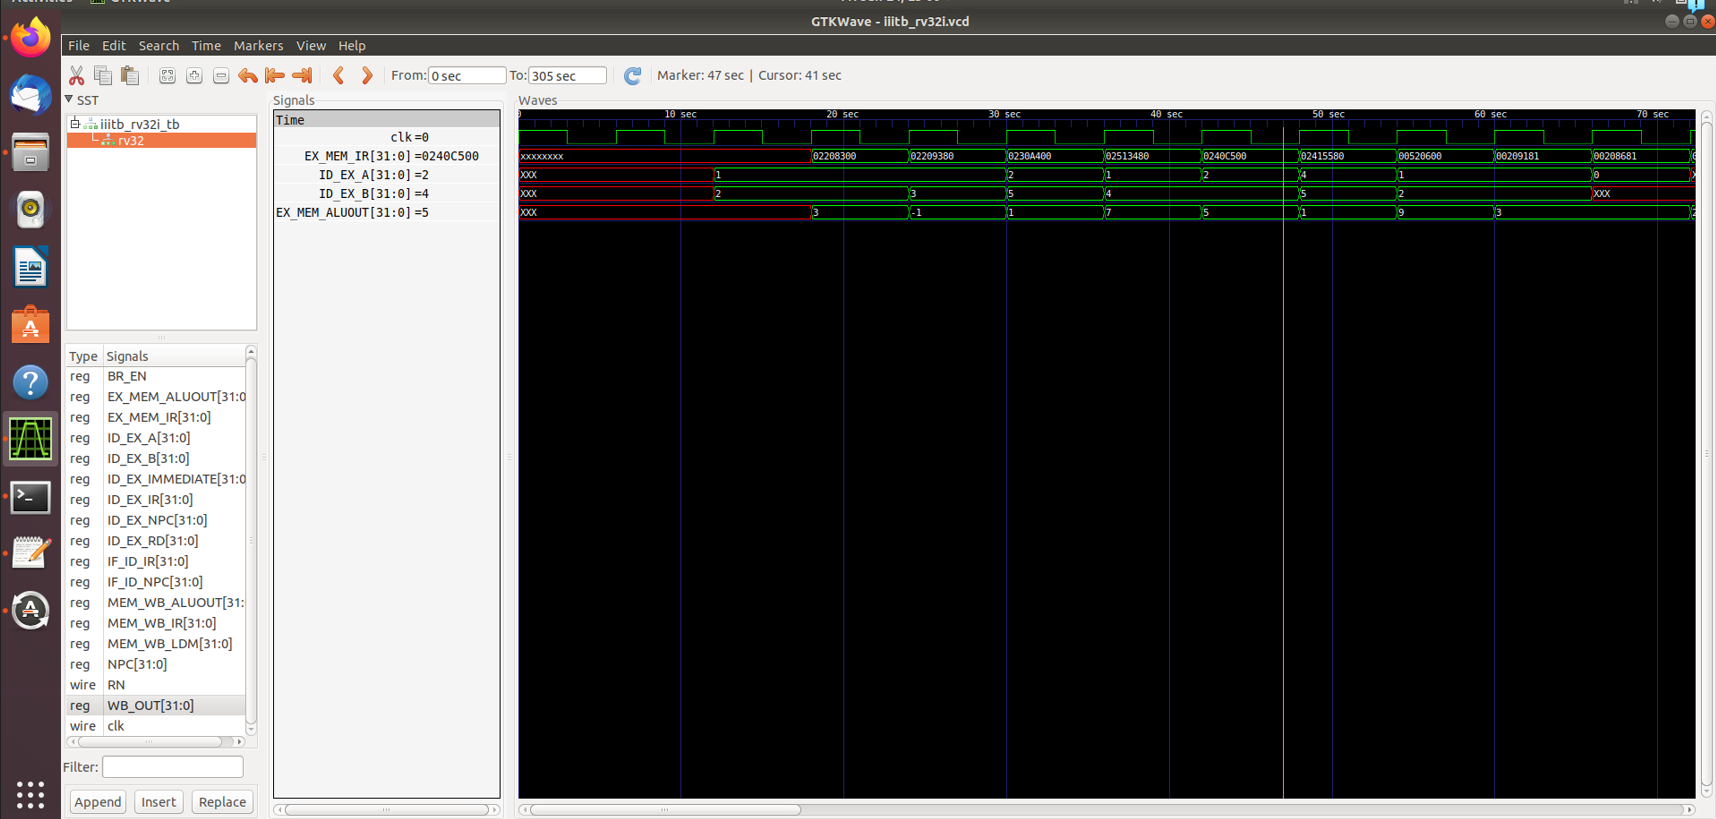 GTKWave - iiitb_rv32i.vcd
File Edit Search Time Markers View Help
From: 0 sec To: 305 sec Marker: 47 sec | Cursor: 41 sec
SST
iiitb_rv32i_tb
rv32
Type Signals
reg BR_EN
reg EX_MEM_ALUOUT[31:0
reg EX_MEM_IR[31:0]
reg ID_EX_A[31:0]
reg ID_EX_B[31:0]
reg ID_EX_IMMEDIATE[31:0
reg ID_EX_IR[31:0]
reg ID_EX_NPC[31:0]
reg ID_EX_RD[31:0]
reg IF_ID_IR[31:0]
reg IF_ID_NPC[31:0]
reg MEM_WB_ALUOUT[31:
reg MEM_WB_IR[31:0]
reg MEM_WB_LDM[31:0]
reg NPC[31:0]
wire RN
reg WB_OUT[31:0]
wire clk
Filter:
Append Insert Replace
Signals
Time
clk =0
EX_MEM_IR[31:0] =0240C500
ID_EX_A[31:0] =2
ID_EX_B[31:0] =4
EX_MEM_ALUOUT[31:0] =5
Waves
0 10 sec 20 sec 30 sec 40 sec 50 sec 60 sec 70 sec
xxxxxxxx 02208300 02209380 0230A400 02513480 0240C500 02415580 00520600 00209181 00208681 0
XXX 1 2 1 2 4 1 0 X
XXX 2 3 5 4 5 2 XXX
XXX 3 -1 1 7 5 1 9 3 2